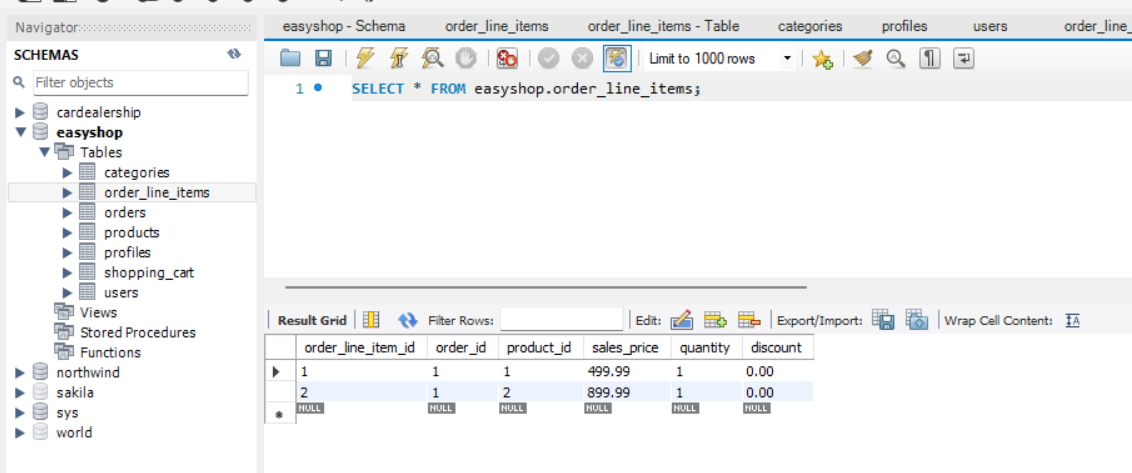 Navigator
easyshop - Schema order_line_items order_line_items - Table categories profiles users order_line_
SCHEMAS
Filter objects
Limit to 1000 rows
1 SELECT * FROM easyshop.order_line_items;
cardealership
easyshop
Tables
categories
order_line_items
orders
products
profiles
shopping_cart
users
Views
Stored Procedures
Functions
northwind
sakila
sys
world
Result Grid Filter Rows: Edit: Export/Import: Wrap Cell Content: IA
order_line_item_id order_id product_id sales_price quantity discount
1 1 1 499.99 1 0.00
2 1 2 899.99 1 0.00
NULL NULL NULL NULL NULL NULL